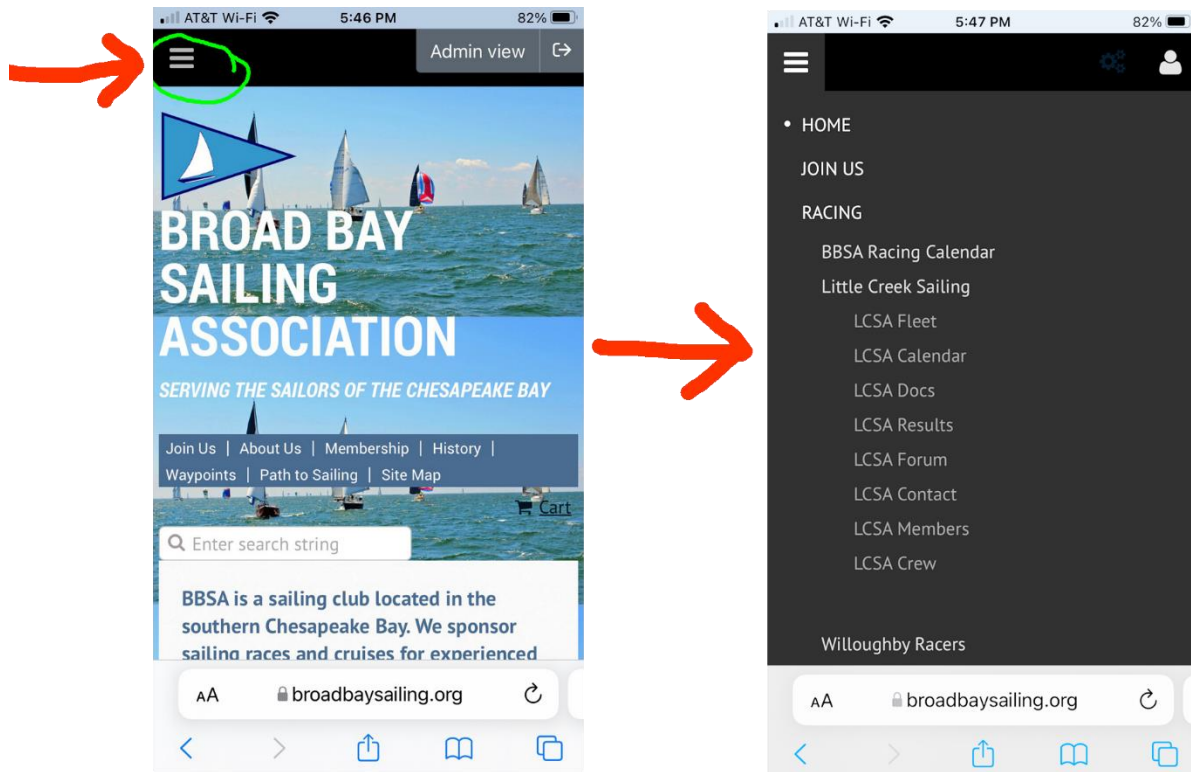 AT&T Wi-Fi 5:46 PM 82%
Admin view
BROAD BAY
SAILING
ASSOCIATION
SERVING THE SAILORS OF THE CHESAPEAKE BAY
Join Us | About Us | Membership | History |
Waypoints | Path to Sailing | Site Map
Cart
Enter search string
BBSA is a sailing club located in the
southern Chesapeake Bay. We sponsor
sailing races and cruises for experienced
AA broadbaysailing.org
AT&T Wi-Fi 5:47 PM 82%
• HOME
JOIN US
RACING
BBSA Racing Calendar
Little Creek Sailing
LCSA Fleet
LCSA Calendar
LCSA Docs
LCSA Results
LCSA Forum
LCSA Contact
LCSA Members
LCSA Crew
Willoughby Racers
AA broadbaysailing.org